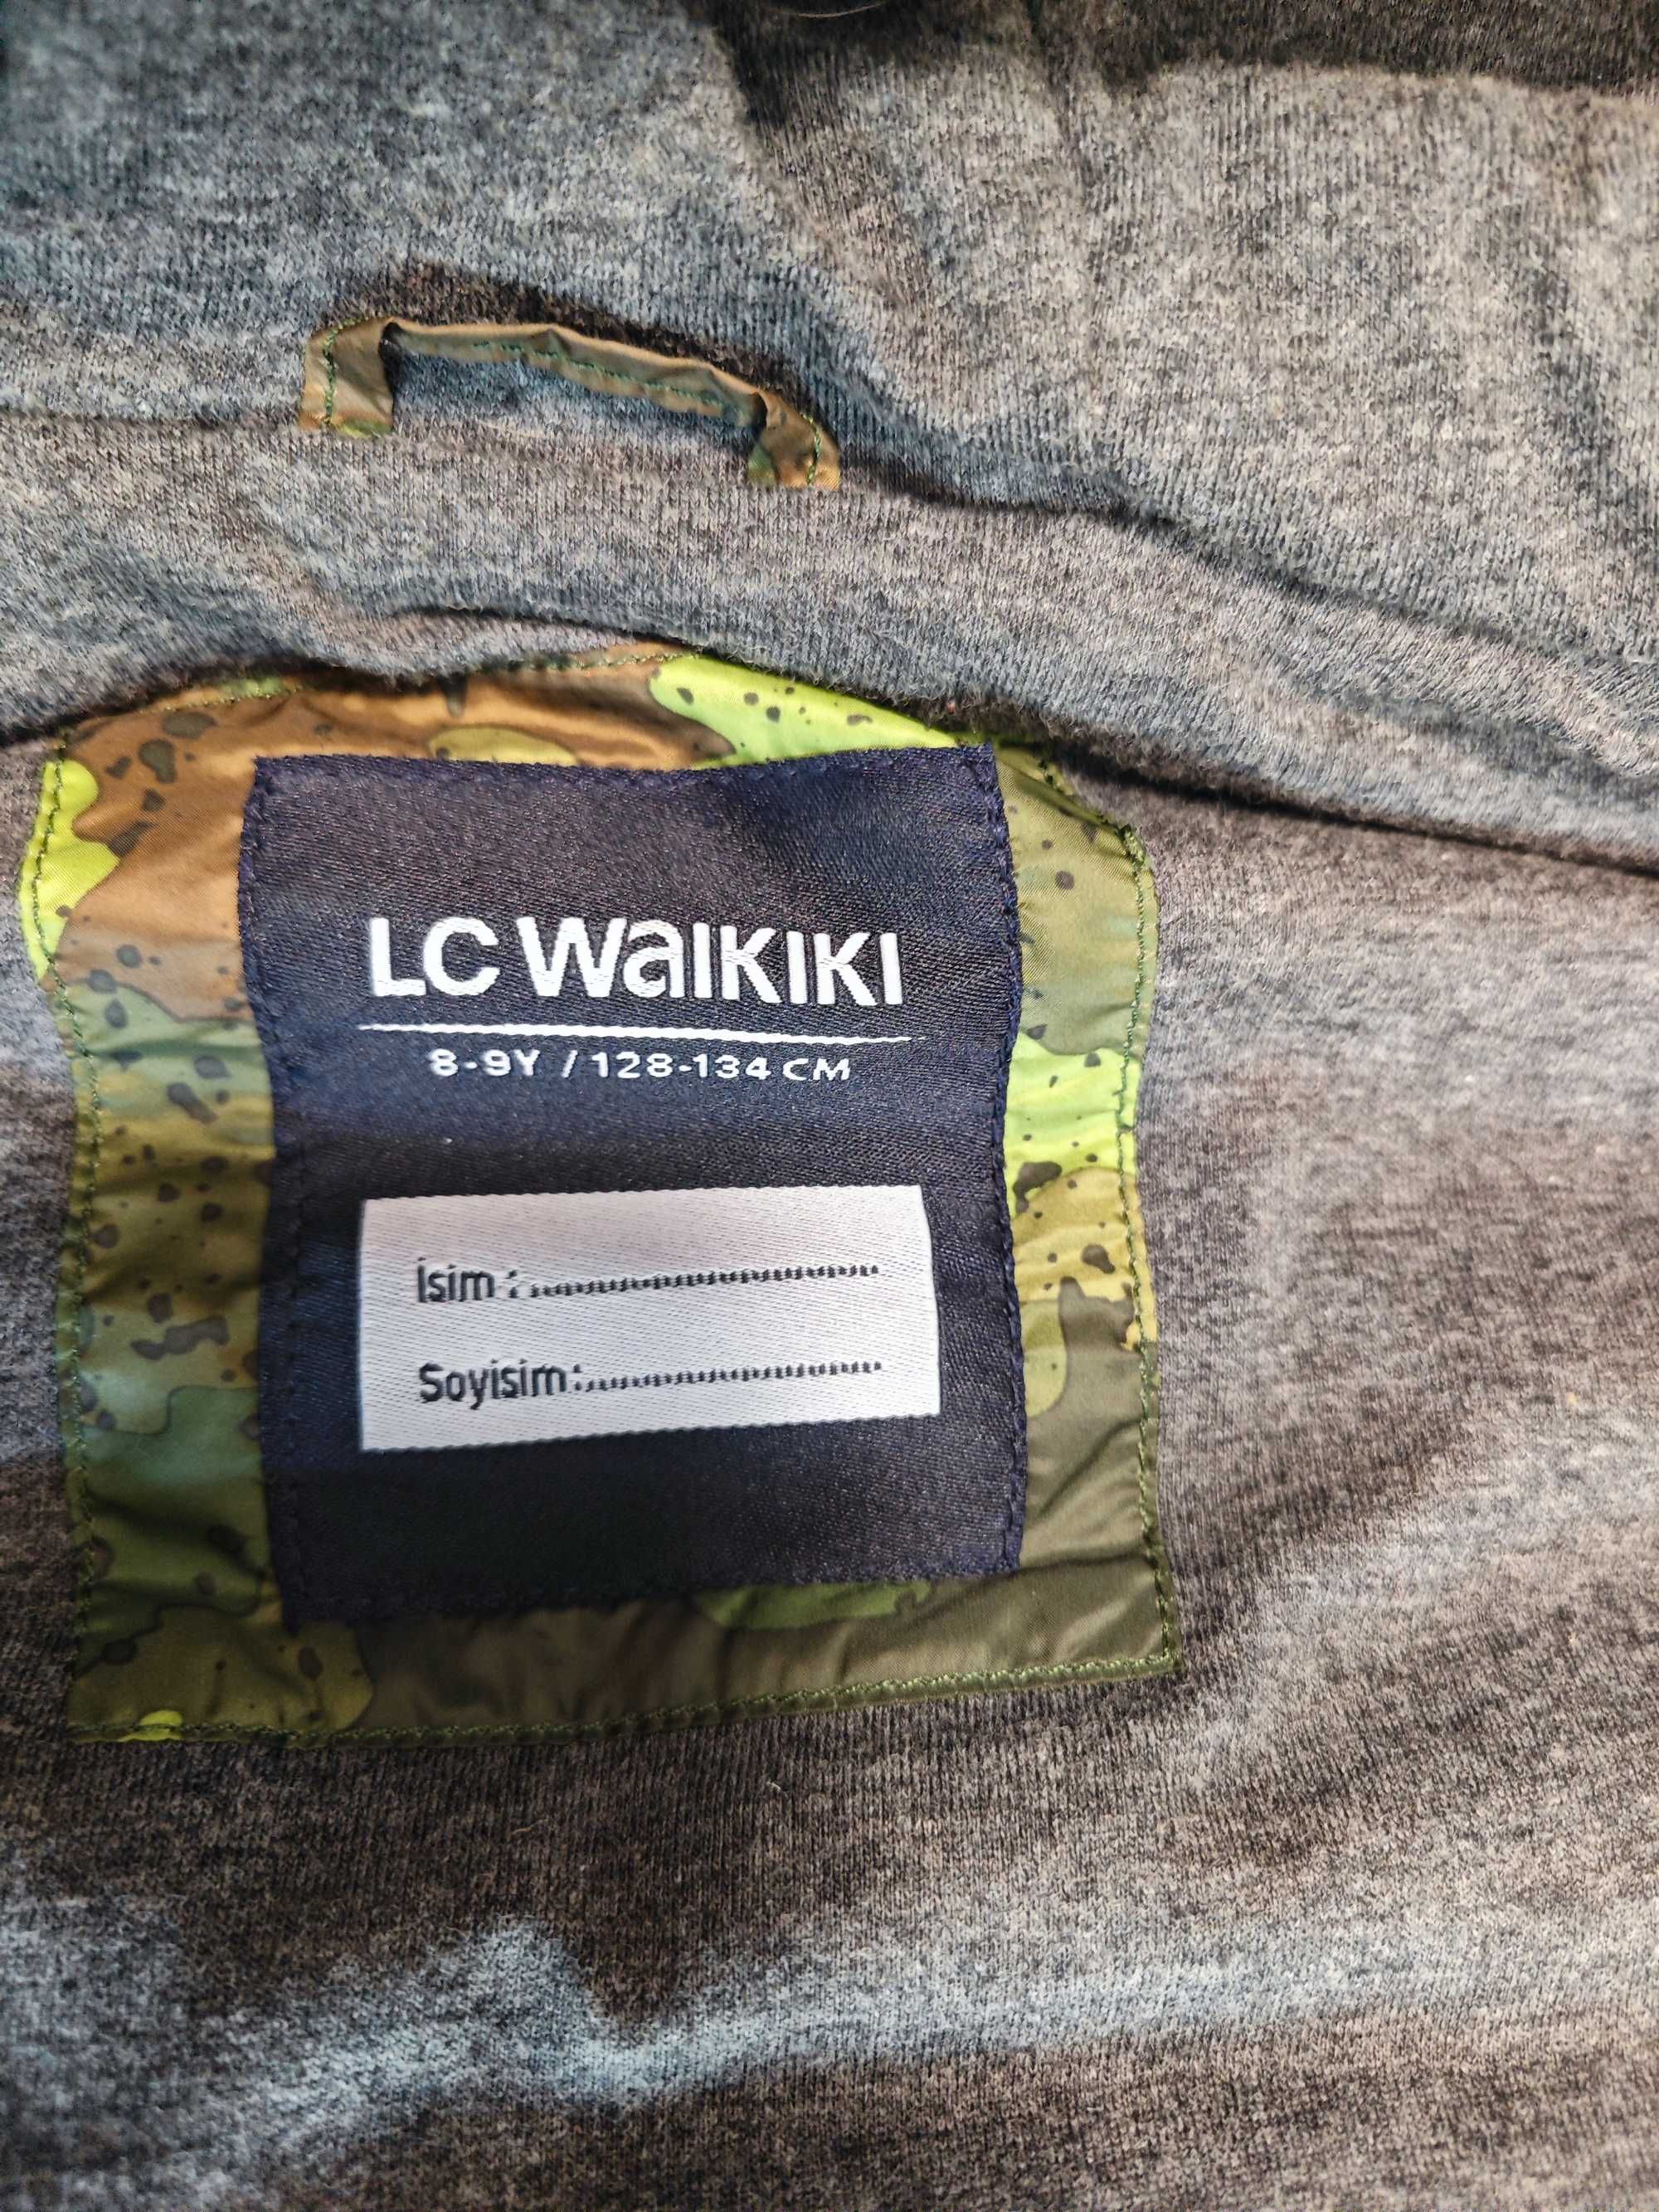 LC WAIKIKI
8-9Y / 128-134 CM
İsim :................................
Soyisim:................................